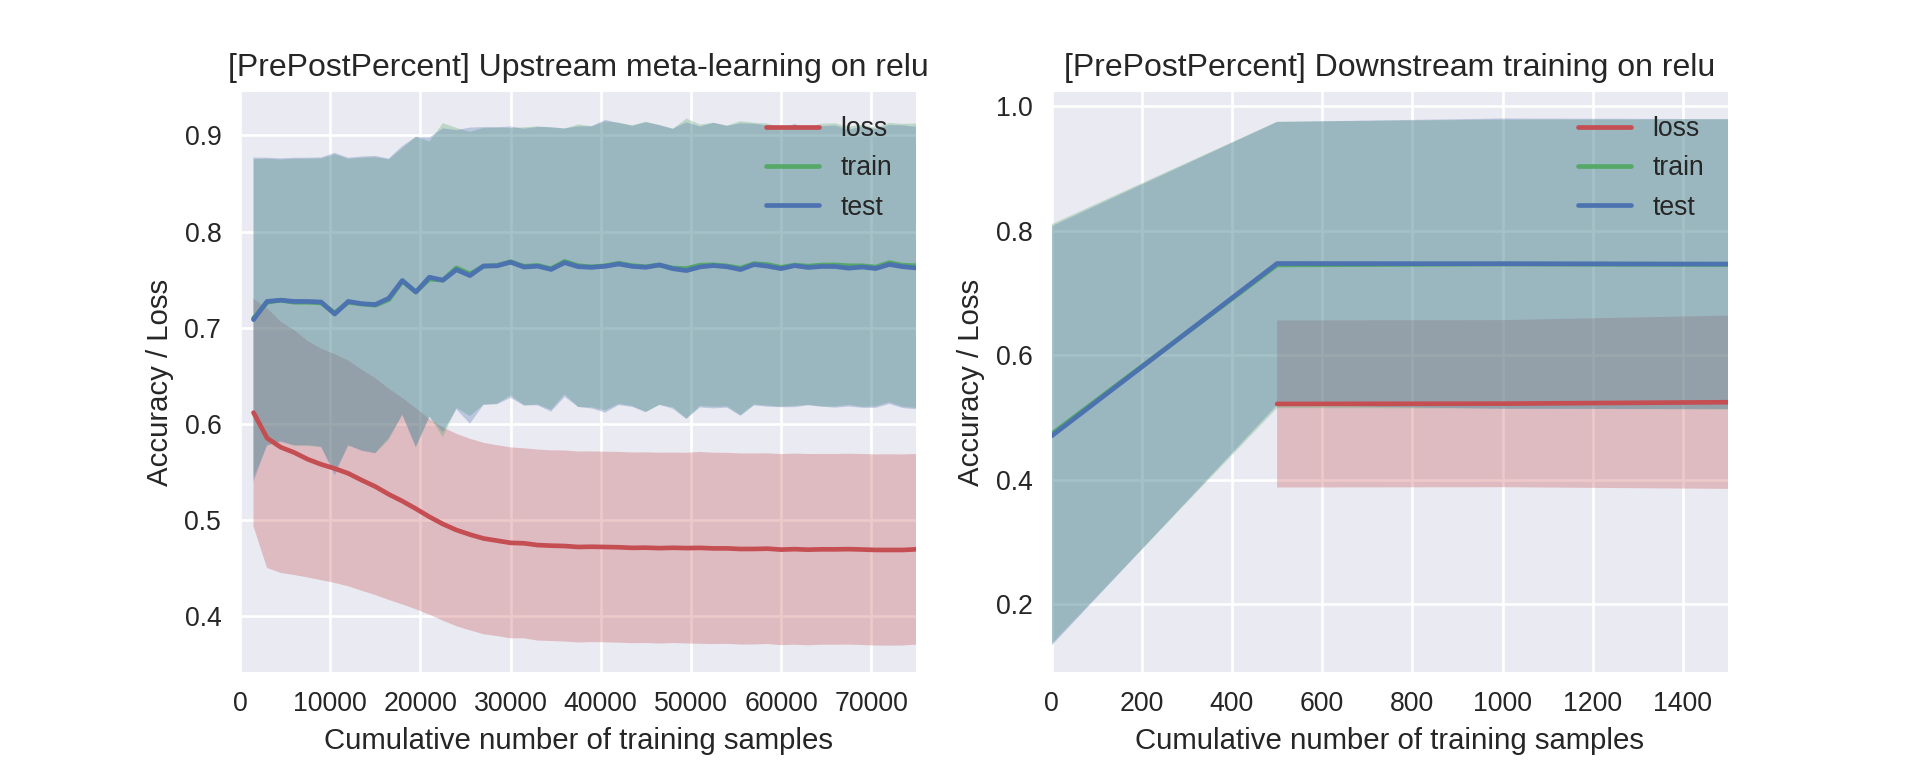 [PrePostPercent] Upstream meta-learning on relu
0.9
0.8
0.7
0.6
0.5
0.4
Accuracy / Loss
loss
train
test
0 10000 20000 30000 40000 50000 60000 70000
Cumulative number of training samples
[PrePostPercent] Downstream training on relu
1.0
0.8
0.6
0.4
0.2
Accuracy / Loss
loss
train
test
0 200 400 600 800 1000 1200 1400
Cumulative number of training samples